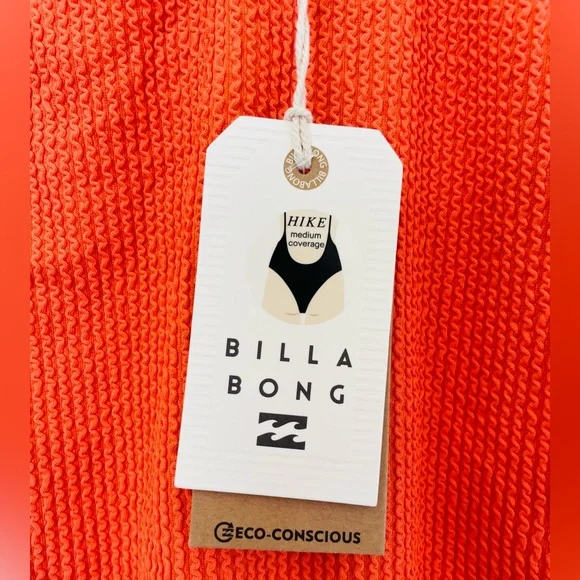 BILLABONG
HIKE
medium
coverage
BILLA
BONG
ECO-CONSCIOUS